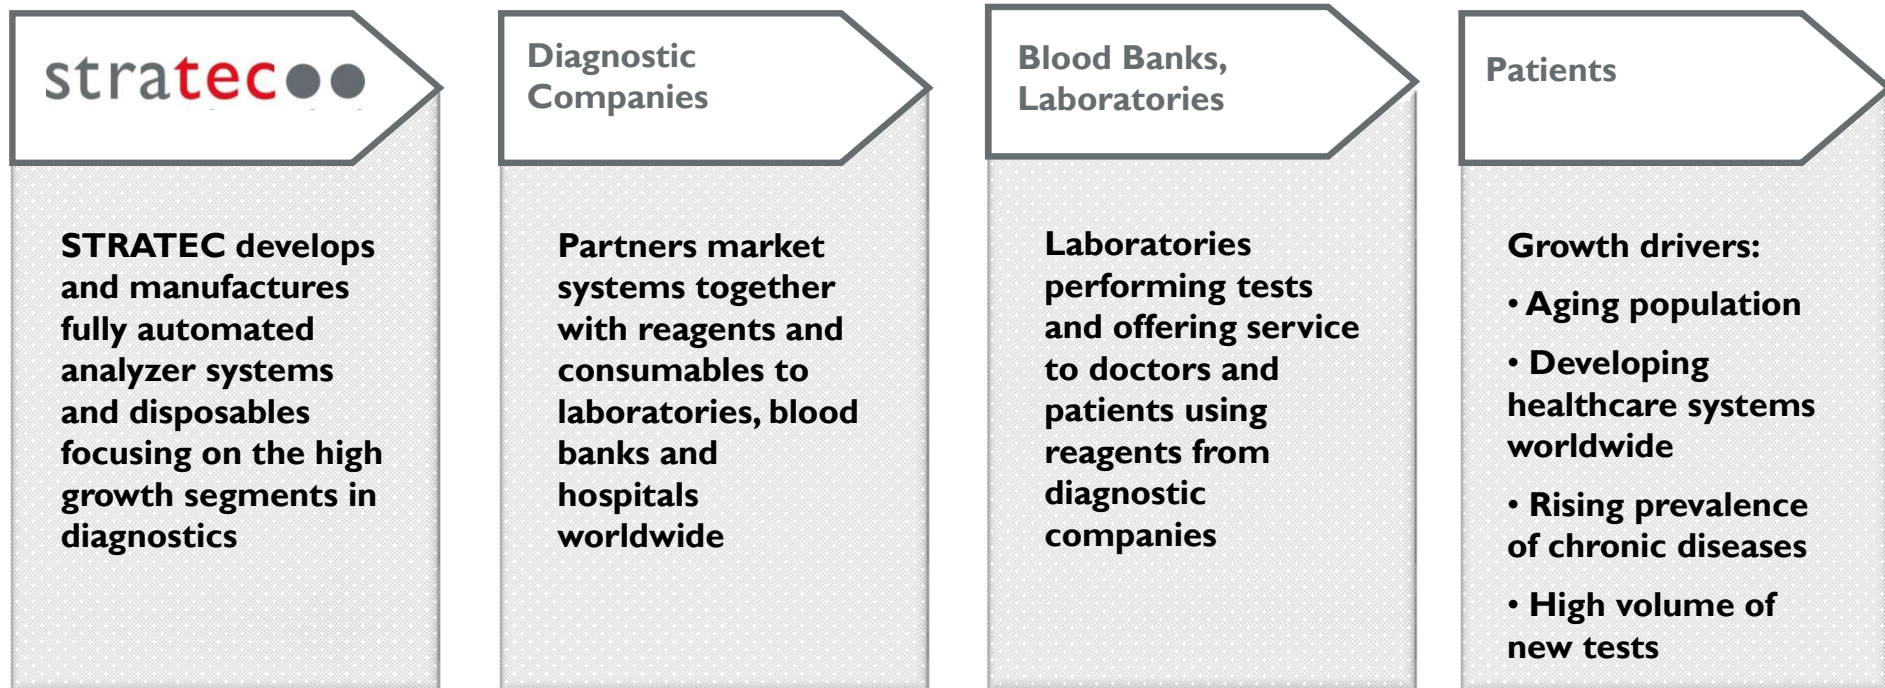 stratec
STRATEC develops
and manufactures
fully automated
analyzer systems
and disposables
focusing on the high
growth segments in
diagnostics
Diagnostic
Companies
Partners market
systems together
with reagents and
consumables to
laboratories, blood
banks and
hospitals
worldwide
Blood Banks,
Laboratories
Laboratories
performing tests
and offering service
to doctors and
patients using
reagents from
diagnostic
companies
Patients
Growth drivers:
• Aging population
• Developing
healthcare systems
worldwide
• Rising prevalence
of chronic diseases
• High volume of
new tests